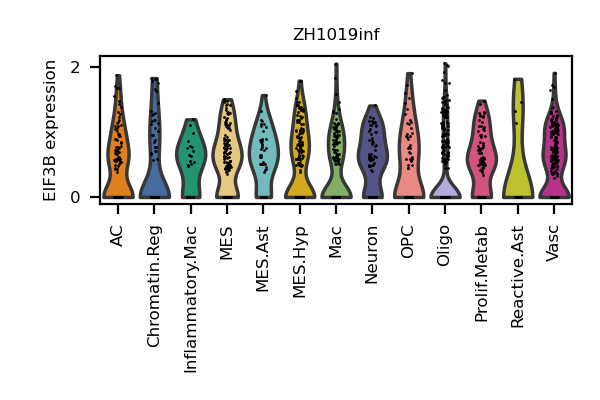 ZH1019inf
EIF3B expression
2
0
AC
Chromatin.Reg
Inflammatory.Mac
MES
MES.Ast
MES.Hyp
Mac
Neuron
OPC
Oligo
Prolif.Metab
Reactive.Ast
Vasc